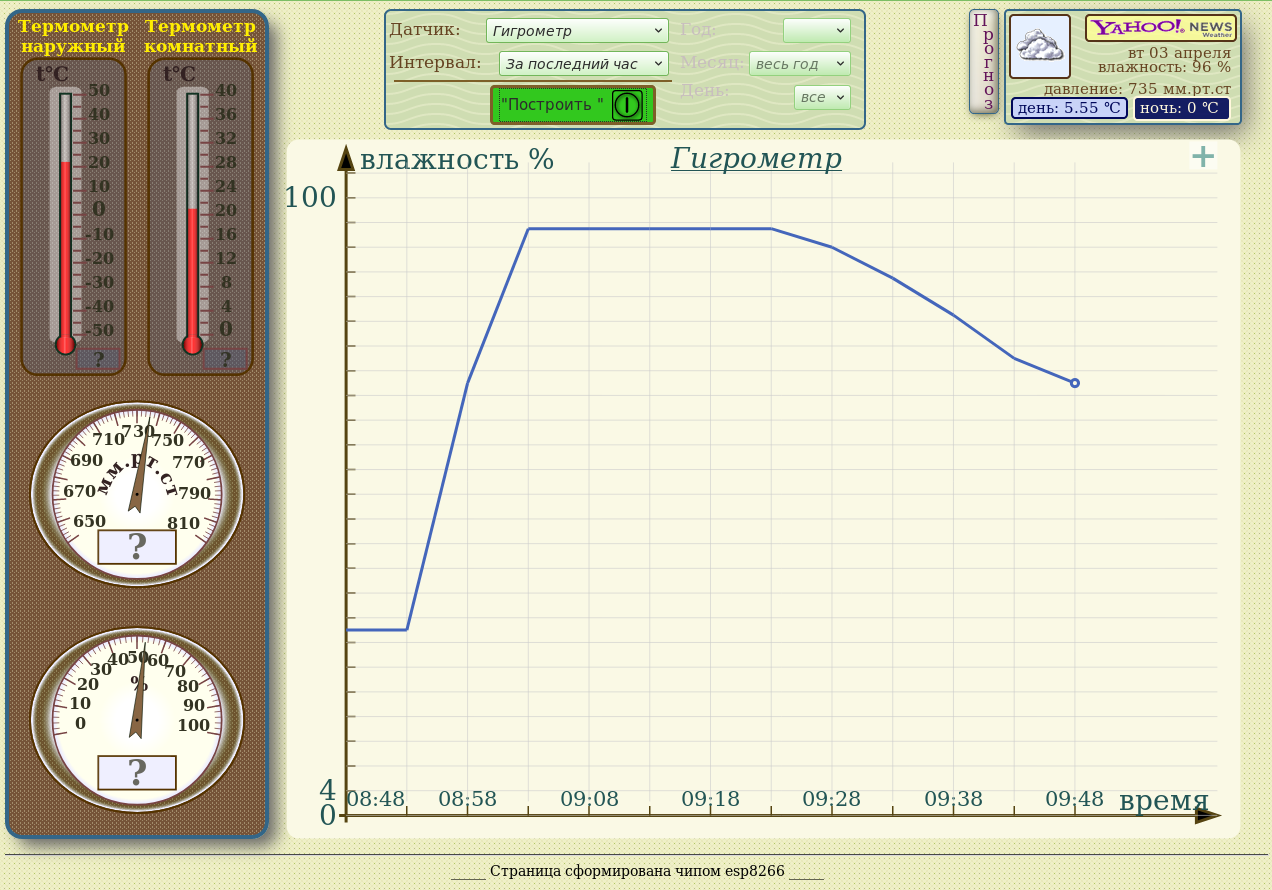 Термометр наружный
Термометр комнатный
t°C
50
40
30
20
10
0
-10
-20
-30
-40
-50
?
t°C
40
36
32
28
24
20
16
12
8
4
0
?
650
670
690
710
730
750
770
790
810
мм.рт.ст
?
0
10
20
30
40
50
60
70
80
90
100
%
?
Датчик: Гигрометр
Интервал: За последний час
"Построить "
Год:
Месяц: весь год
День: все
Прогноз
YAHOO! NEWS
Weather
вт 03 апреля
влажность: 96 %
давление: 735 мм.рт.ст
день: 5.55 ℃ ночь: 0 ℃
влажность %
Гигрометр
+
100
4
0
08:48 08:58 09:08 09:18 09:28 09:38 09:48 время
_____ Страница сформирована чипом esp8266 _____